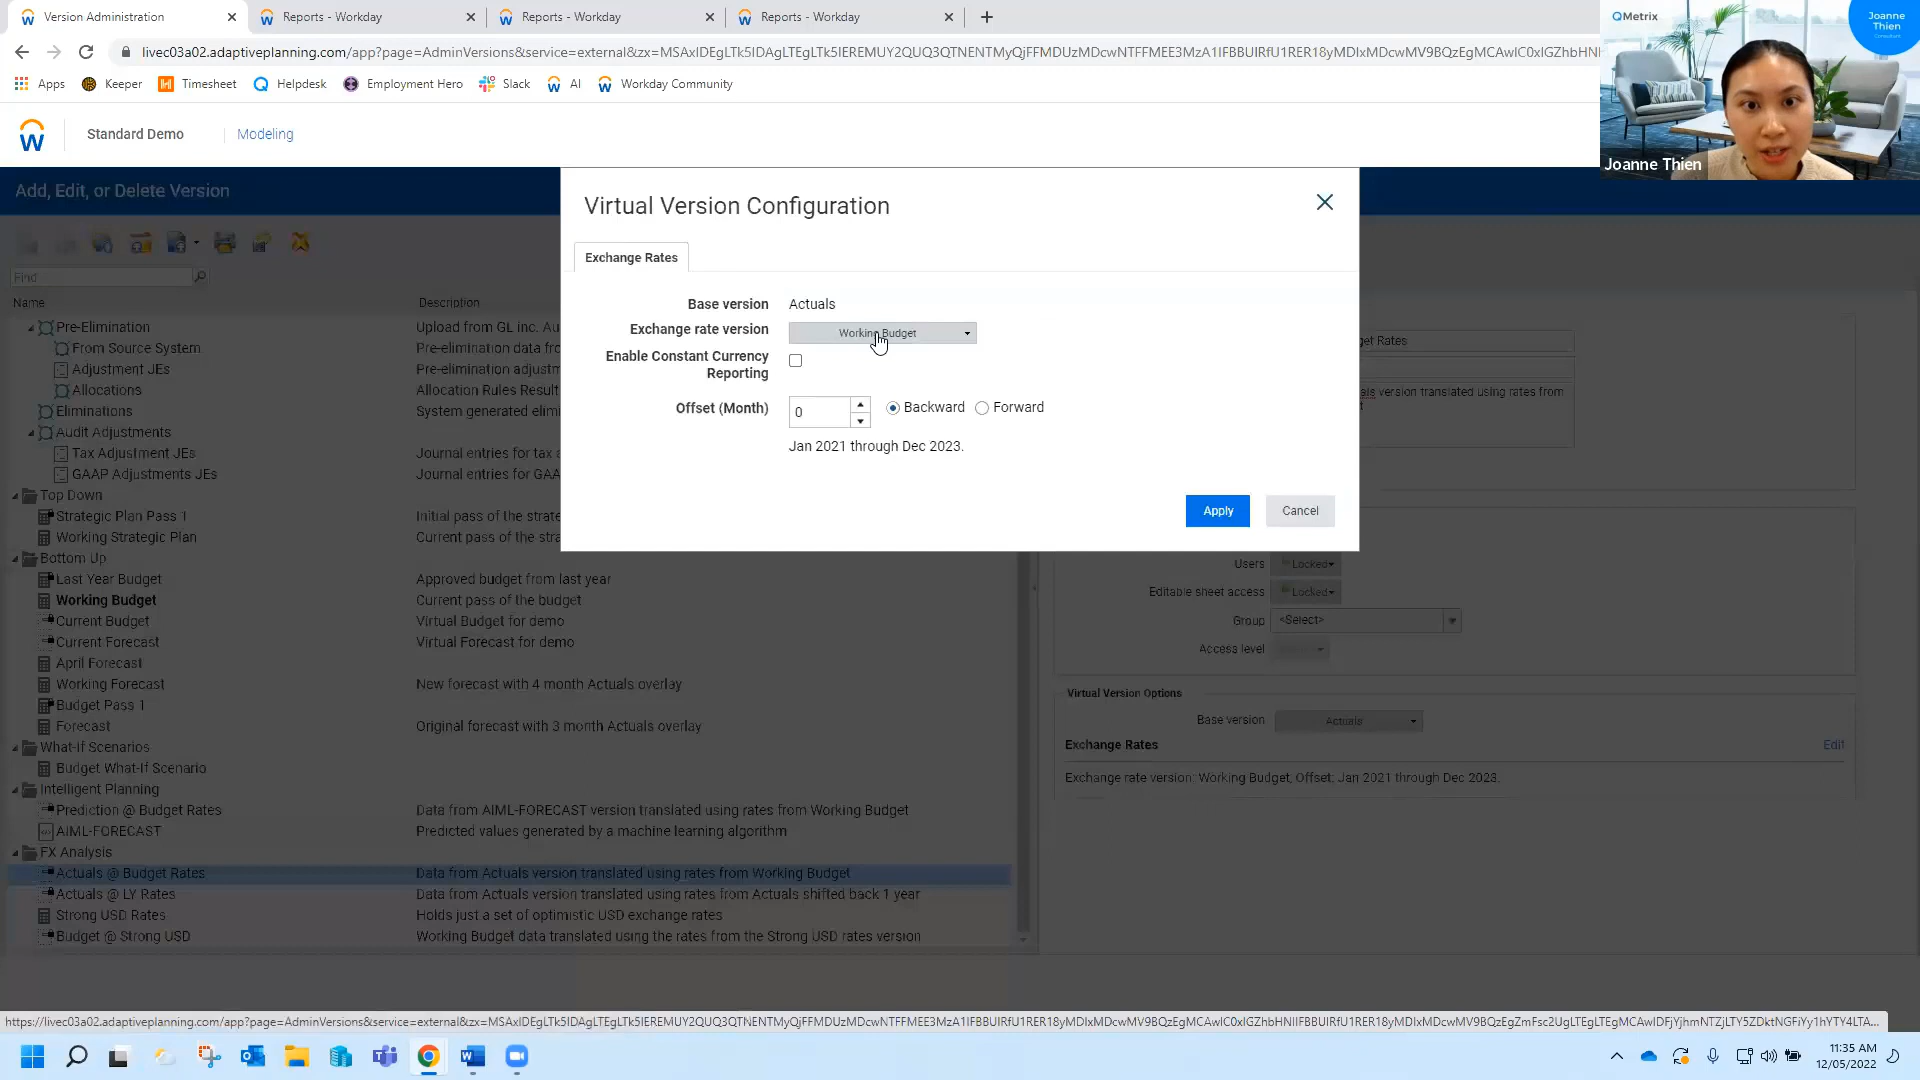 Version Administration
Reports - Workday
Reports - Workday
Reports - Workday
Apps
Keeper
Timesheet
Helpdesk
Employment Hero
Slack
AI
Workday Community
QMetrix
Joanne
Thien
Joanne Thien
Standard Demo
Modeling
Add, Edit, or Delete Version
Find
Name
Description
Pre-Elimination
Upload from GL inc. Au
From Source System
Pre-elimination data from
Adjustment JEs
Pre-elimination adjustm
Allocations
Allocation Rules Result
Eliminations
System generated elimi
Audit Adjustments
Tax Adjustment JEs
Journal entries for tax a
GAAP Adjustments JEs
Journal entries for GAA
Top Down
Strategic Plan Pass 1
Initial pass of the strate
Working Strategic Plan
Current pass of the stra
Bottom Up
Last Year Budget
Approved budget from last year
Working Budget
Current pass of the budget
Current Budget
Virtual Budget for demo
Current Forecast
Virtual Forecast for demo
April Forecast
Working Forecast
New forecast with 4 month Actuals overlay
Budget Pass 1
Forecast
Original forecast with 3 month Actuals overlay
What-If Scenarios
Budget What-If Scenario
Intelligent Planning
Prediction @ Budget Rates
Data from AIML-FORECAST version translated using rates from Working Budget
AIML-FORECAST
Predicted values generated by a machine learning algorithm
FX Analysis
Actuals @ Budget Rates
Data from Actuals version translated using rates from Working Budget
Actuals @ LY Rates
Data from Actuals version translated using rates from Actuals shifted back 1 year
Strong USD Rates
Holds just a set of optimistic USD exchange rates
Budget @ Strong USD
Working Budget data translated using the rates from the Strong USD rates version
Virtual Version Configuration
Exchange Rates
Base version Actuals
Exchange rate version Working Budget
Enable Constant Currency
Reporting
Offset (Month) 0 Backward Forward
Jan 2021 through Dec 2023.
Apply Cancel
get Rates
version translated using rates from
Users Locked
Editable sheet access Locked
Group <Select>
Access level
Virtual Version Options
Base version Actuals
Exchange Rates Edit
Exchange rate version: Working Budget, Offset: Jan 2021 through Dec 2023.
11:35 AM
12/05/2022